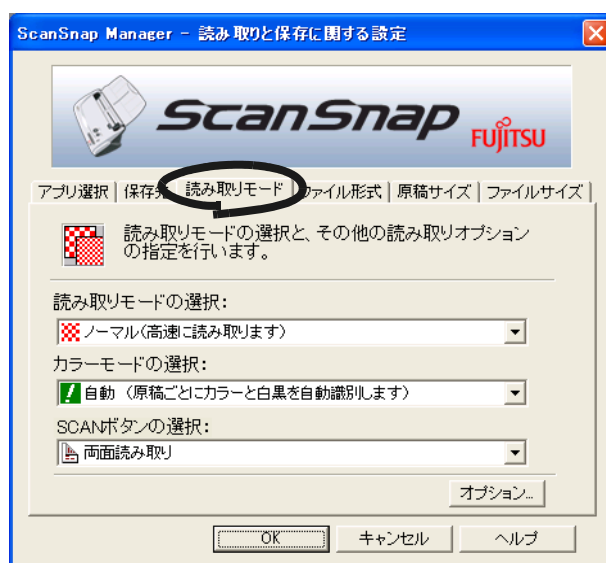 ScanSnap Manager - 読み取りと保存に関する設定
ScanSnap
FUJITSU
アプリ選択 保存先 読み取りモード ファイル形式 原稿サイズ ファイルサイズ
読み取りモードの選択と、その他の読み取りオプション
の指定を行います。
読み取りモードの選択:
ノーマル(高速に読み取ります)
カラーモードの選択:
自動 (原稿ごとにカラーと白黒を自動識別します)
SCANボタンの選択:
両面読み取り
オプション...
OK キャンセル ヘルプ